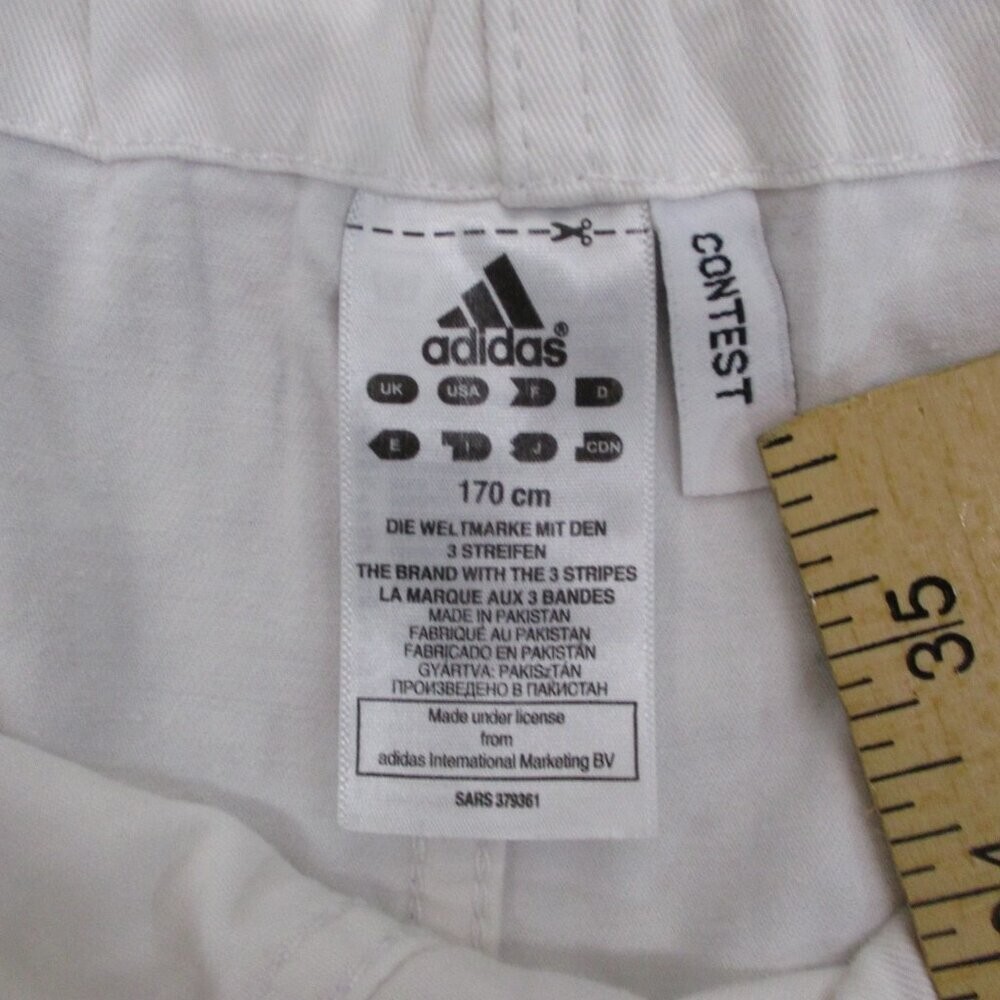 adidas®
UK USA F D
E I J CDN
170 cm
DIE WELTMARKE MIT DEN
3 STREIFEN
THE BRAND WITH THE 3 STRIPES
LA MARQUE AUX 3 BANDES
MADE IN PAKISTAN
FABRIQUÉ AU PAKISTAN
FABRICADO EN PAKISTÁN
GYÁRTVA: PAKISzTÁN
ПРОИЗВЕДЕНО В ПАКИСТАН
Made under license
from
adidas International Marketing BV
SARS 379361
CONTEST
35